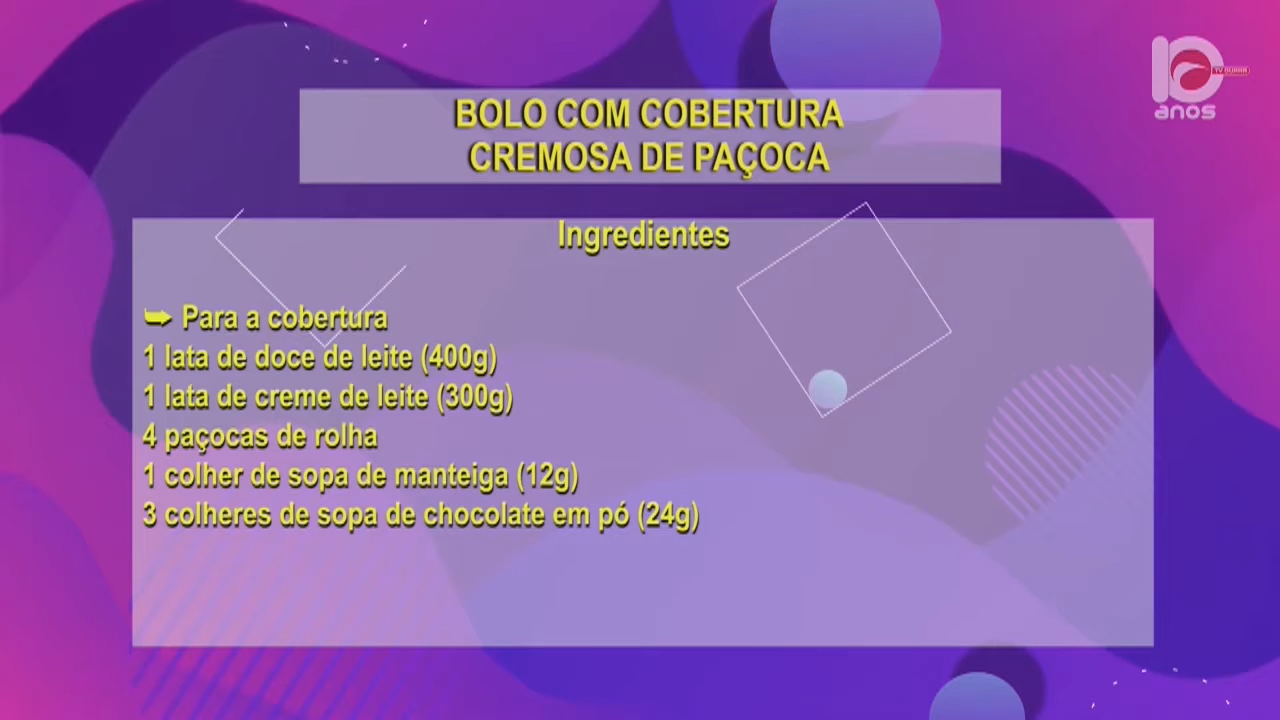 BOLO COM COBERTURA
CREMOSA DE PAÇOCA
10
anos
Ingredientes
➥ Para a cobertura
1 lata de doce de leite (400g)
1 lata de creme de leite (300g)
4 paçocas de rolha
1 colher de sopa de manteiga (12g)
3 colheres de sopa de chocolate em pó (24g)